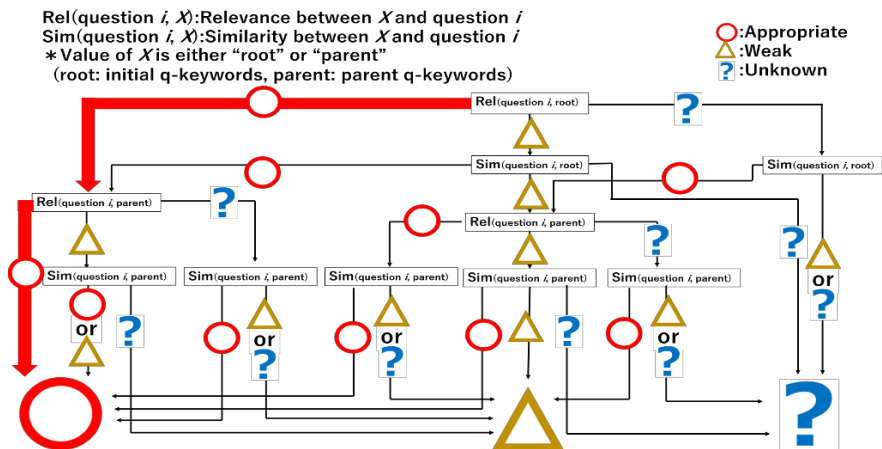 Rel(question i, X):Relevance between X and question i
Sim(question i, X):Similarity between X and question i
＊Value of X is either “root” or “parent”
(root: initial q-keywords, parent: parent q-keywords)
:Appropriate
:Weak
?:Unknown
Rel(question i, root)
?
Sim(question i, root)
Sim(question i, root)
Rel(question i, parent)
?
Rel(question i, parent)
?
?
Sim(question i, parent)
Sim(question i, parent)
Sim(question i, parent)
Sim(question i, parent)
Sim(question i, parent)
or
?
or
?
or
?
?
or
?
or
?
?